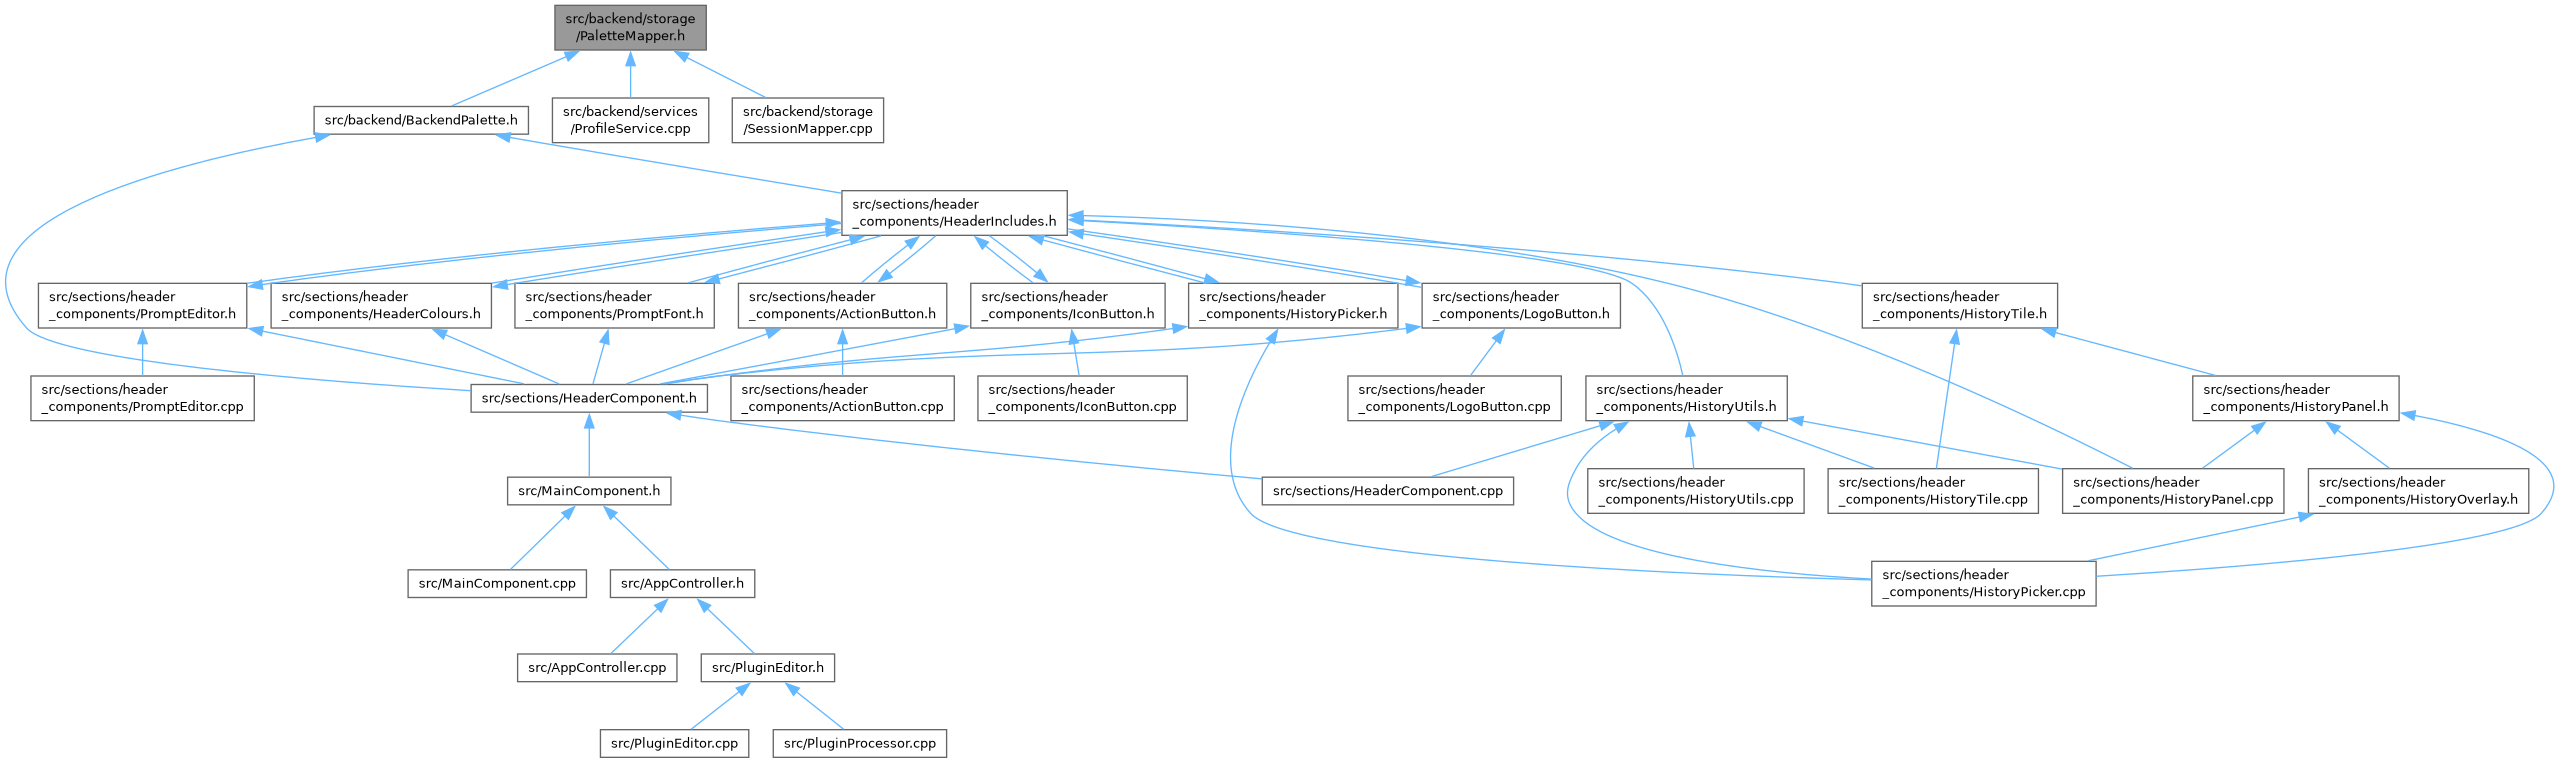 src/backend/storage
/PaletteMapper.h
src/backend/BackendPalette.h
src/backend/services
/ProfileService.cpp
src/backend/storage
/SessionMapper.cpp
src/sections/header
_components/HeaderIncludes.h
src/sections/header
_components/PromptEditor.h
src/sections/header
_components/HeaderColours.h
src/sections/header
_components/PromptFont.h
src/sections/header
_components/ActionButton.h
src/sections/header
_components/IconButton.h
src/sections/header
_components/HistoryPicker.h
src/sections/header
_components/LogoButton.h
src/sections/header
_components/HistoryTile.h
src/sections/header
_components/PromptEditor.cpp
src/sections/HeaderComponent.h
src/sections/header
_components/ActionButton.cpp
src/sections/header
_components/IconButton.cpp
src/sections/header
_components/LogoButton.cpp
src/sections/header
_components/HistoryUtils.h
src/sections/header
_components/HistoryPanel.h
src/MainComponent.h
src/sections/HeaderComponent.cpp
src/sections/header
_components/HistoryUtils.cpp
src/sections/header
_components/HistoryTile.cpp
src/sections/header
_components/HistoryPanel.cpp
src/sections/header
_components/HistoryOverlay.h
src/MainComponent.cpp
src/AppController.h
src/sections/header
_components/HistoryPicker.cpp
src/AppController.cpp
src/PluginEditor.h
src/PluginEditor.cpp
src/PluginProcessor.cpp